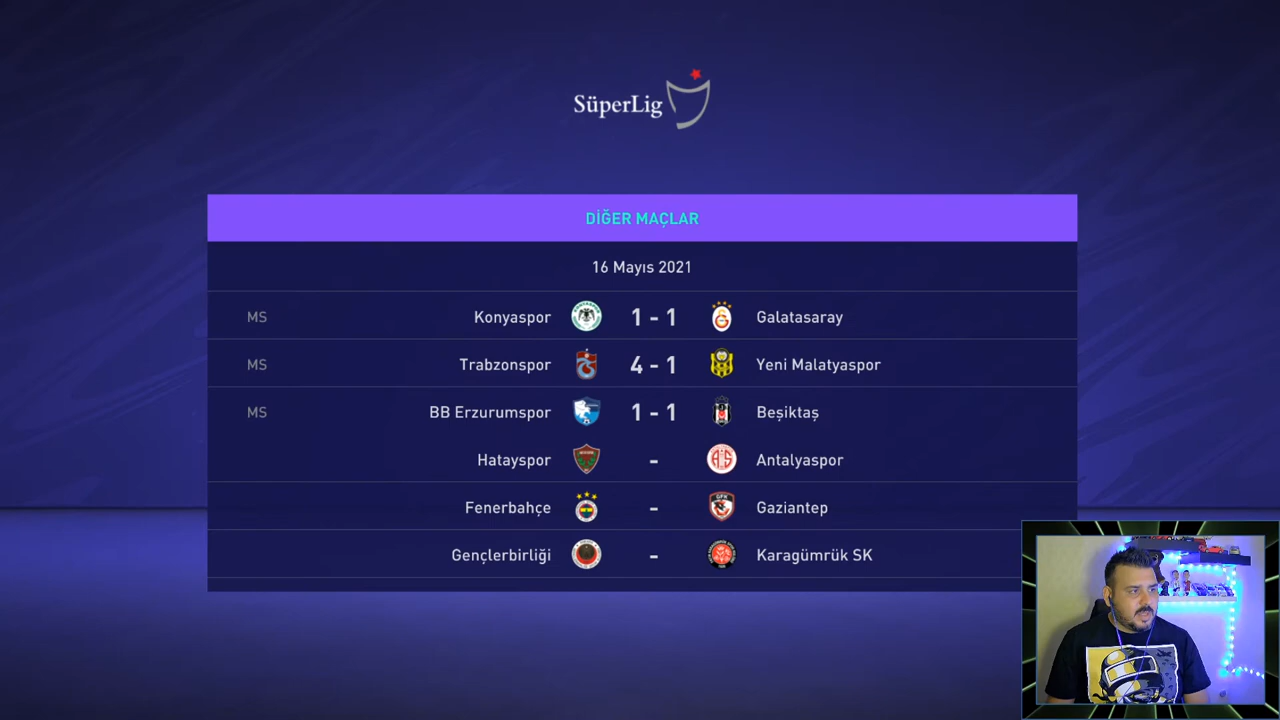 SüperLig
DİĞER MAÇLAR
16 Mayıs 2021
MS Konyaspor 1 - 1 Galatasaray
MS Trabzonspor 4 - 1 Yeni Malatyaspor
MS BB Erzurumspor 1 - 1 Beşiktaş
Hatayspor - Antalyaspor
Fenerbahçe - Gaziantep
Gençlerbirliği - Karagümrük SK